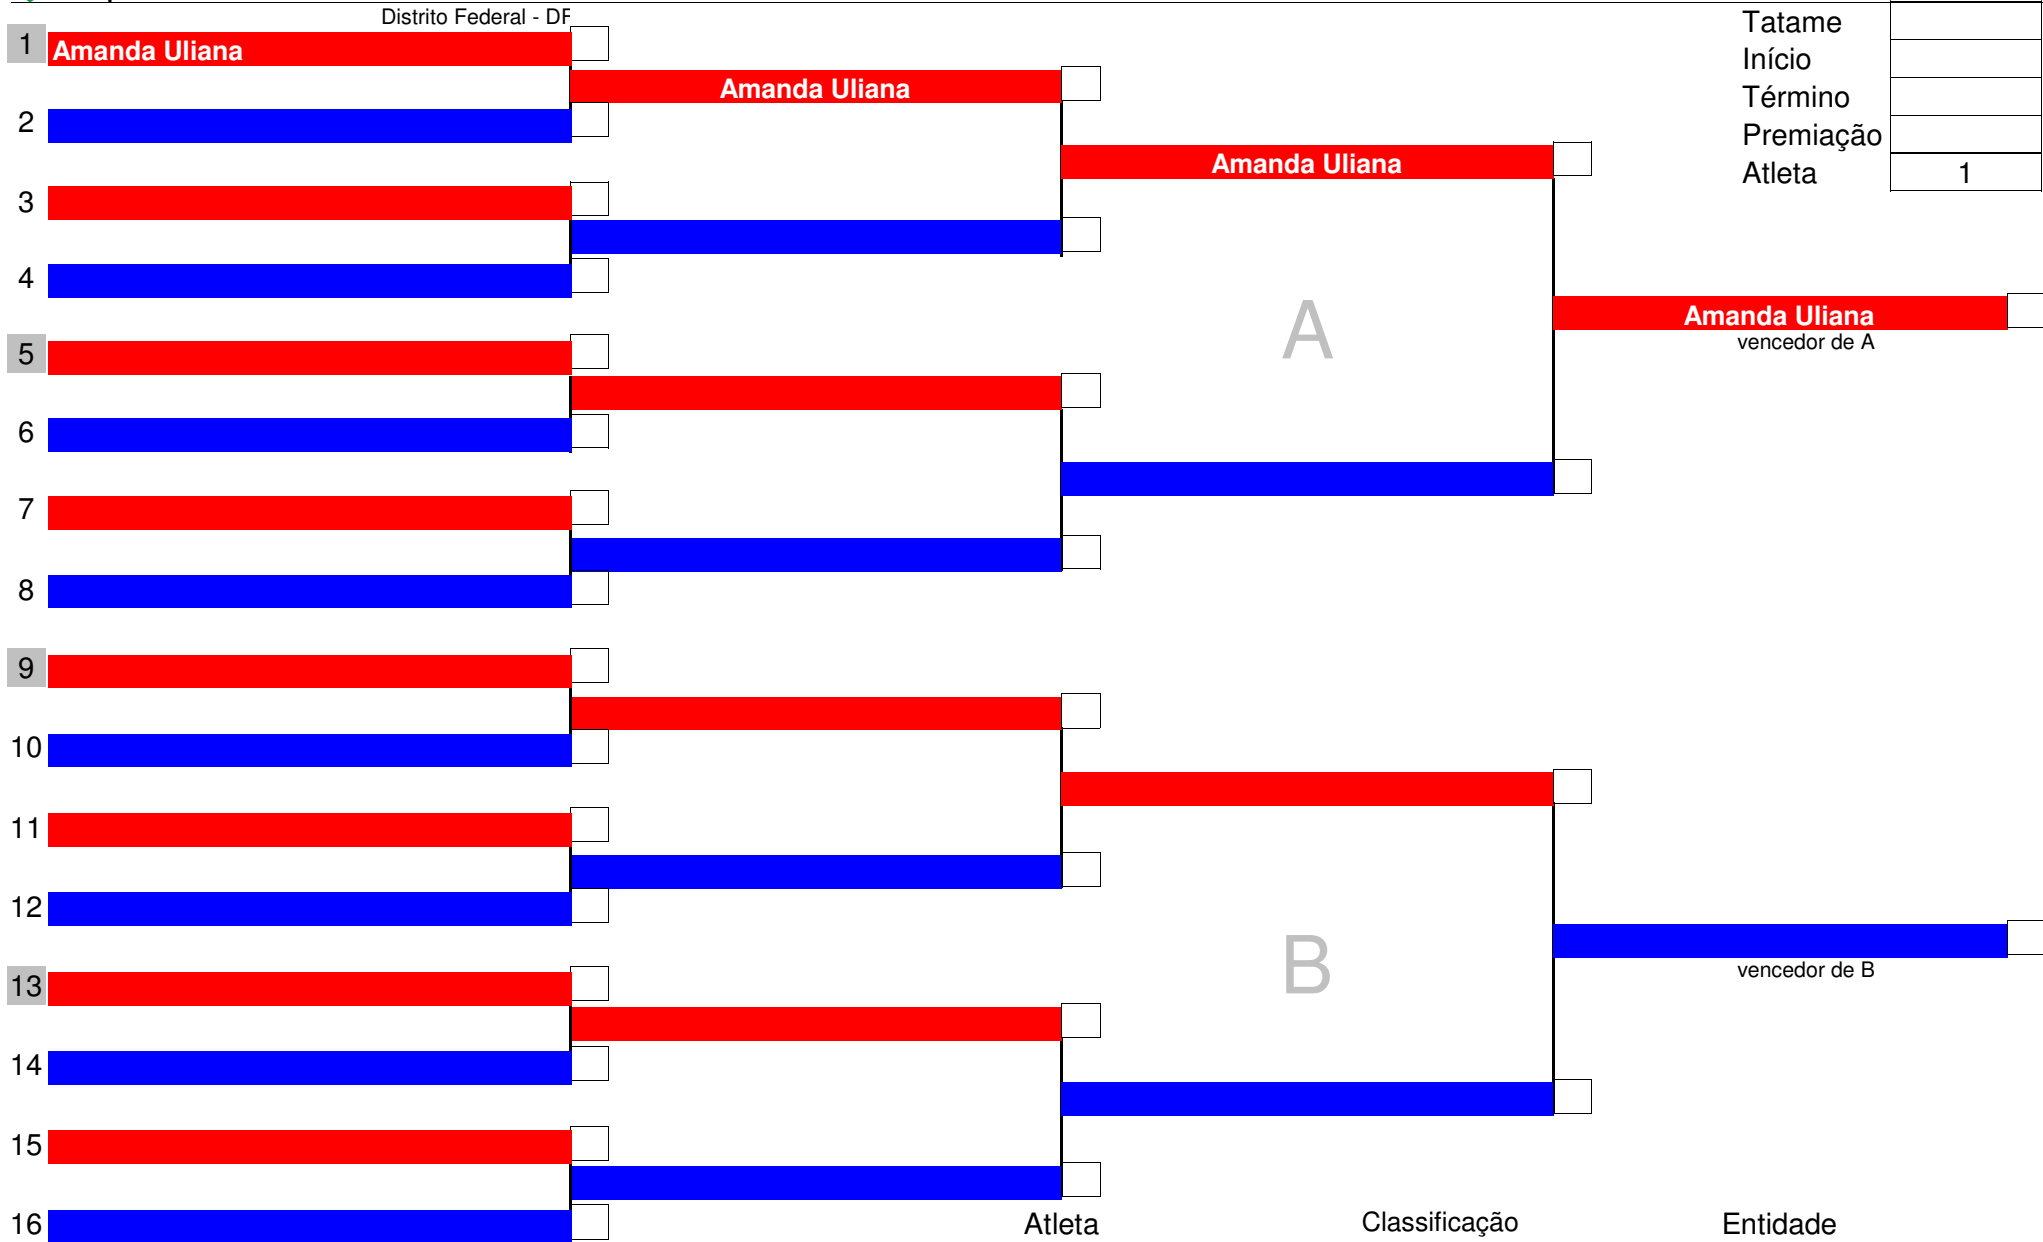 Distrito Federal - DF
Tatame
1 Amanda Uliana
Início
Amanda Uliana
Término
2
Premiação
Amanda Uliana
Atleta 1
3
4
Amanda Uliana
A
vencedor de A
5
6
7
8
9
10
11
12
B
vencedor de B
13
14
15
16
Atleta Classificação Entidade